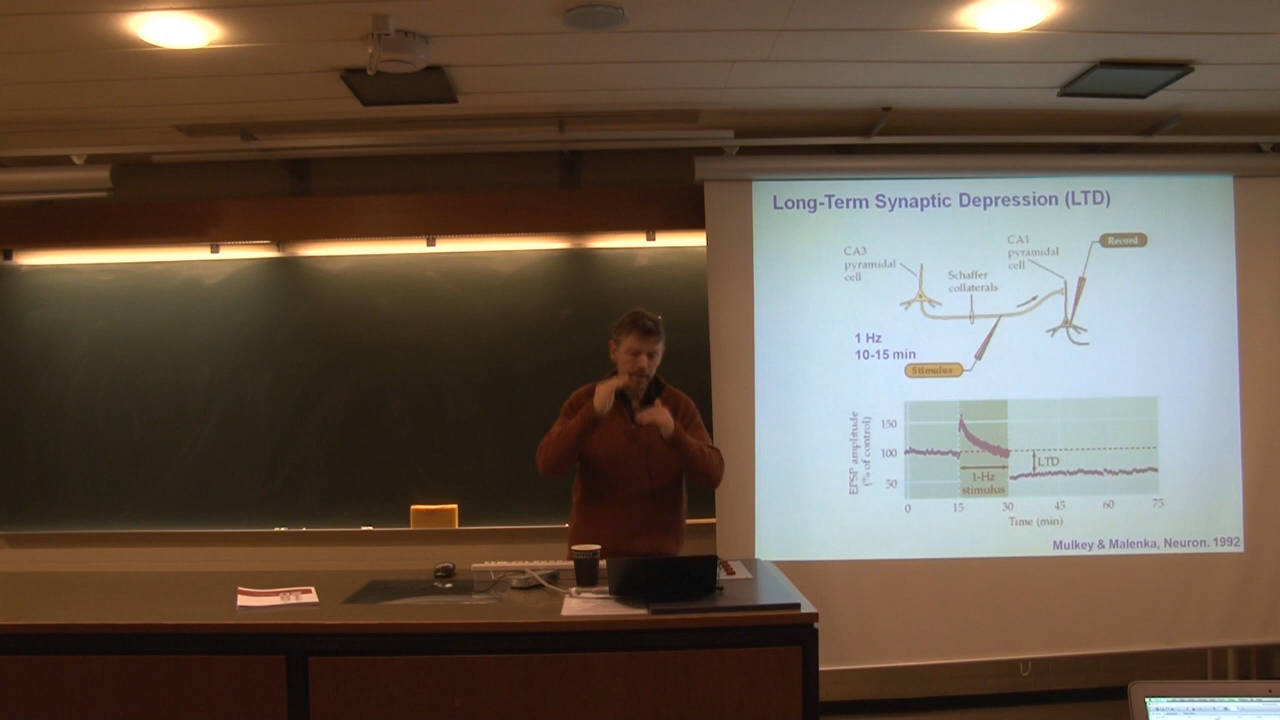 Long-Term Synaptic Depression (LTD)
CA3
pyramidal
cell
Schaffer
collaterals
CA1
pyramidal
cell
Record
1 Hz
10-15 min
Stimulus
EPSP amplitude
(% of control)
150
100
50
LTD
1-Hz
stimulus
0 15 30 45 60 75
Time (min)
Mulkey & Malenka, Neuron. 1992